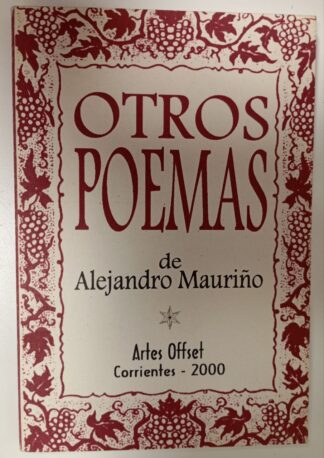 OTROS
POEMAS
de
Alejandro Mauriño
Artes Offset
Corrientes - 2000